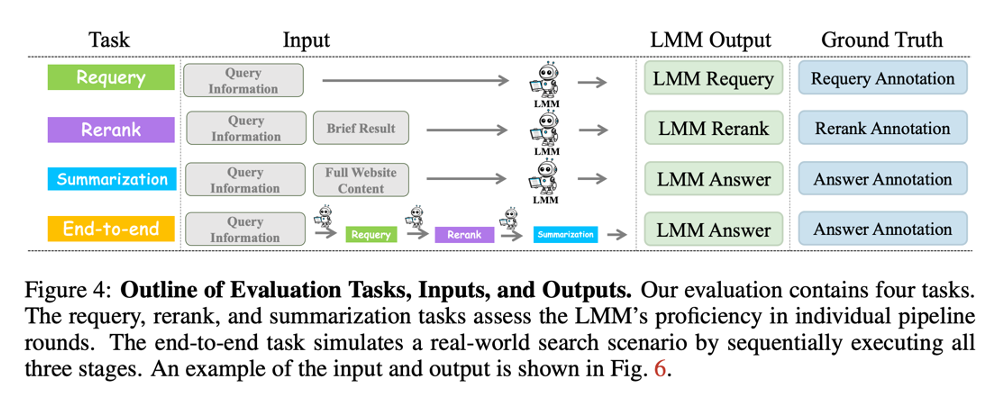 Task Input LMM Output Ground Truth
Requery Query Information LMM LMM Requery Requery Annotation
Rerank Query Information Brief Result LMM LMM Rerank Rerank Annotation
Summarization Query Information Full Website Content LMM LMM Answer Answer Annotation
End-to-end Query Information Requery Rerank Summarization LMM Answer Answer Annotation
Figure 4: Outline of Evaluation Tasks, Inputs, and Outputs. Our evaluation contains four tasks.
The requery, rerank, and summarization tasks assess the LMM's proficiency in individual pipeline
rounds. The end-to-end task simulates a real-world search scenario by sequentially executing all
three stages. An example of the input and output is shown in Fig. 6.